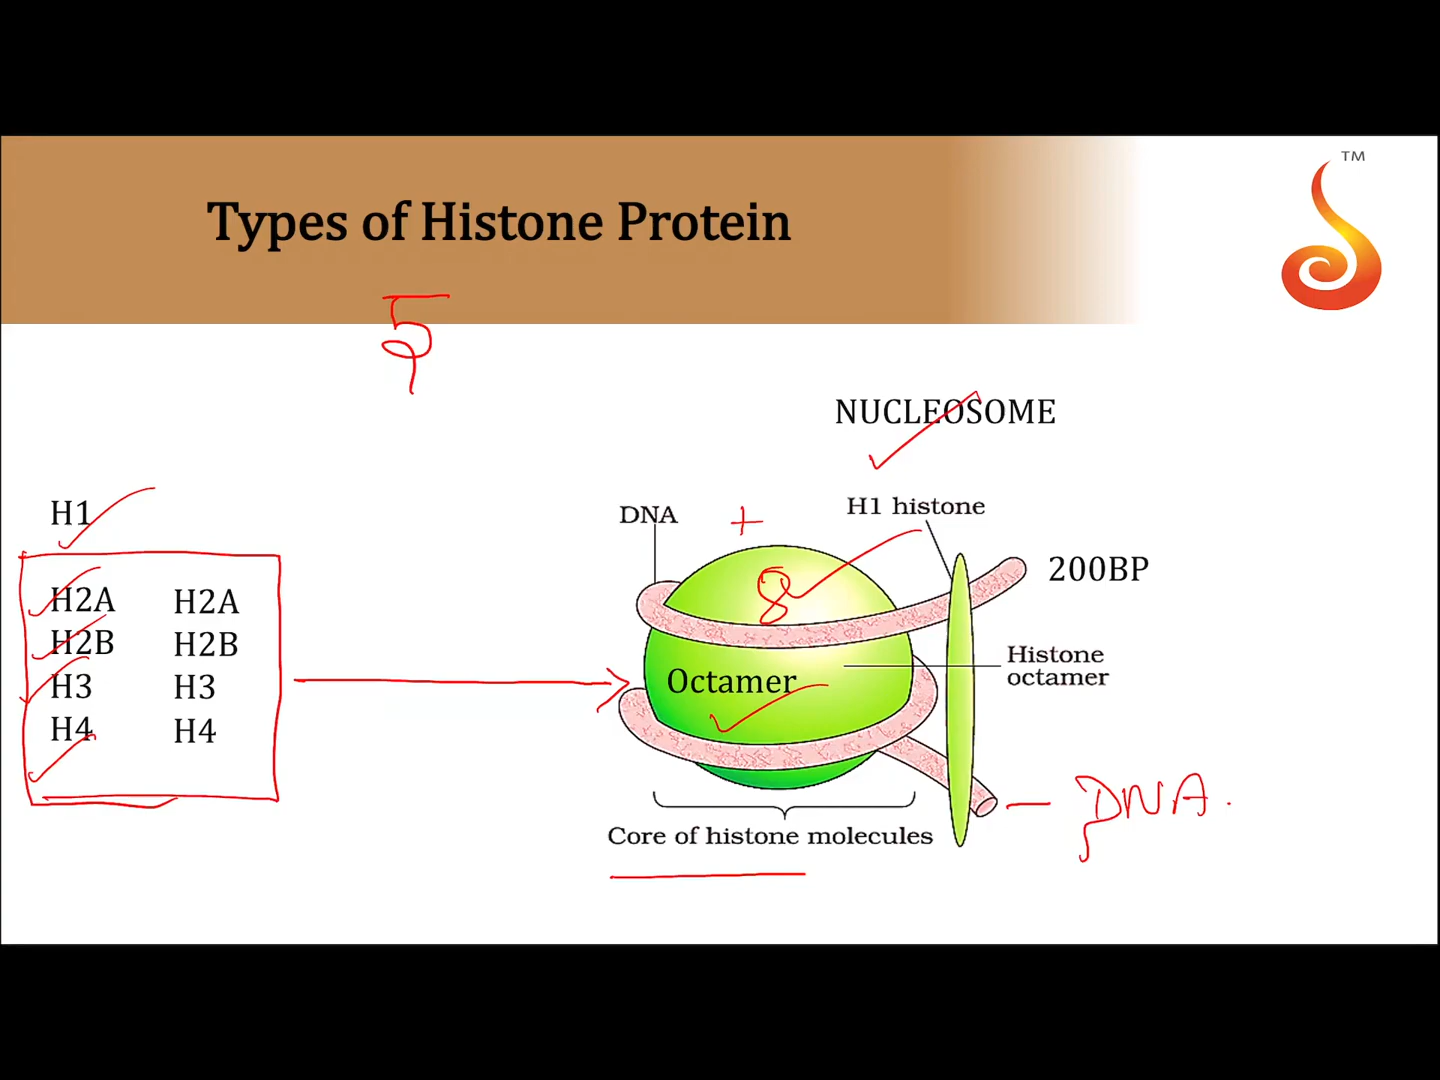 TM
Types of Histone Protein
5
NUCLEOSOME
H1
DNA
+
H1 histone
8
200BP
H2A H2A
H2B H2B
H3 H3
H4 H4
Octamer
Histone
octamer
DNA.
Core of histone molecules